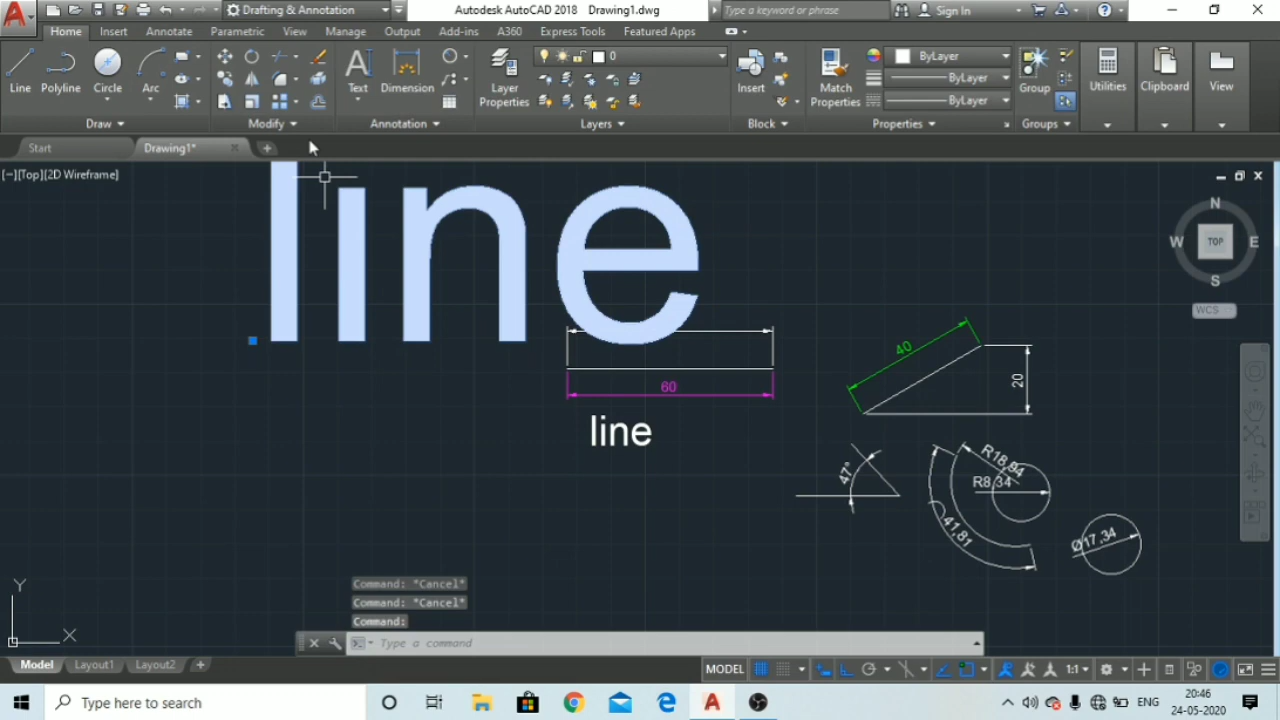 Drafting & Annotation
Autodesk AutoCAD 2018 Drawing1.dwg
Type a keyword or phrase
Sign In
Home Insert Annotate Parametric View Manage Output Add-ins A360 Express Tools Featured Apps
Line Polyline Circle Arc
Text Dimension
Layer Properties
0
Insert
Match Properties
ByLayer
ByLayer
ByLayer
Group
Utilities
Clipboard
View
Draw Modify Annotation Layers Block Properties Groups
Start Drawing1*
[−][Top][2D Wireframe]
line
N
W TOP E
S
WCS
60
line
40
20
47°
R18,94
R8,34
41,81
Ø17,34
Command: *Cancel*
Command: *Cancel*
Command:
Type a command
Y
X
Model Layout1 Layout2
MODEL
1:1
Type here to search
ENG
20:46
24-05-2020